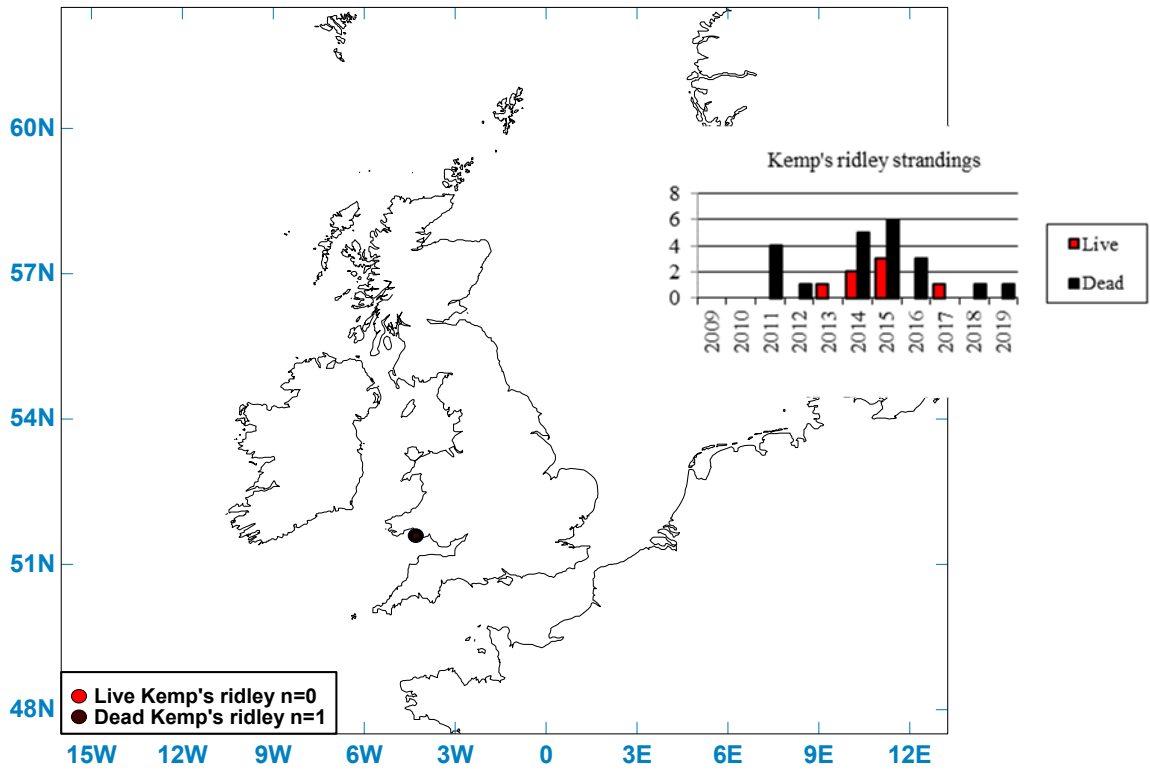 60N
57N
54N
51N
48N
15W 12W 9W 6W 3W 0 3E 6E 9E 12E
Kemp's ridley strandings
8
6
4
2
0
2009 2010 2011 2012 2013 2014 2015 2016 2017 2018 2019
Live
Dead
Live Kemp's ridley n=0
Dead Kemp's ridley n=1